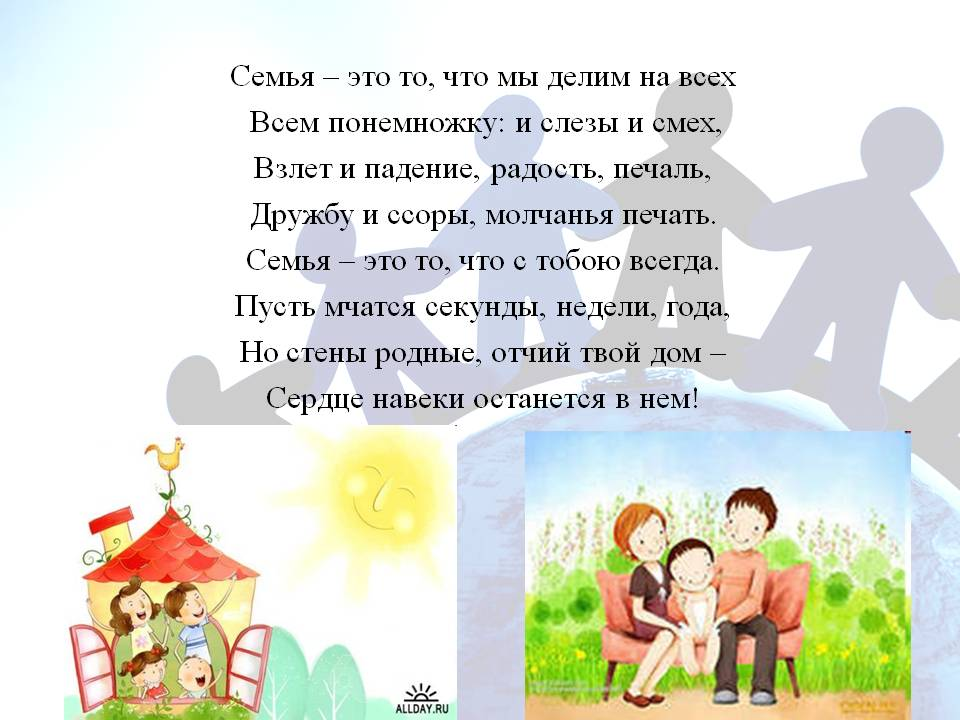 Семья – это то, что мы делим на всех
Всем понемножку: и слезы и смех,
Взлет и падение, радость, печаль,
Дружбу и ссоры, молчанья печать.
Семья – это то, что с тобою всегда.
Пусть мчатся секунды, недели, года,
Но стены родные, отчий твой дом –
Сердце навеки останется в нем!
ALLDAY.RU